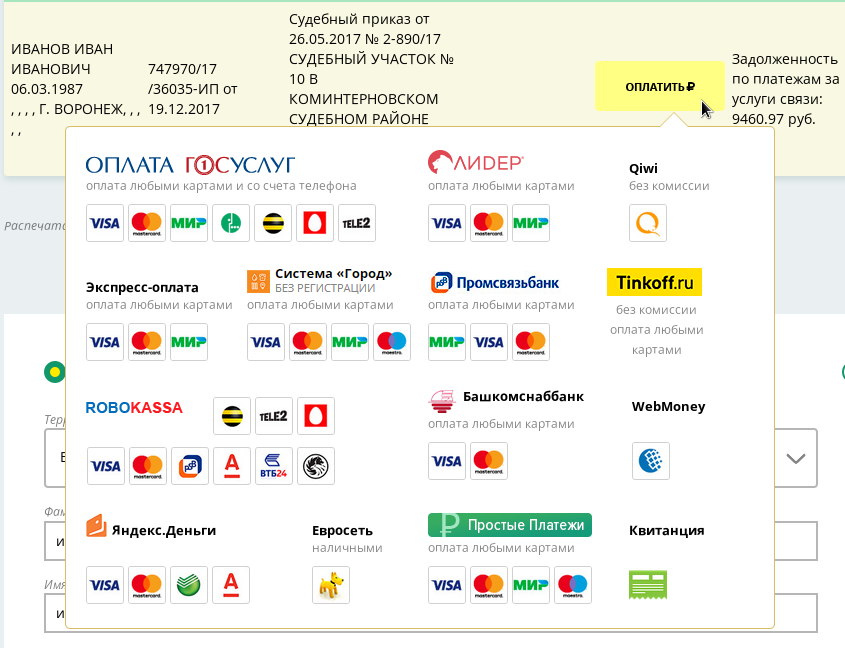 ИВАНОВ ИВАН
ИВАНОВИЧ
06.03.1987
, , , , Г. ВОРОНЕЖ, , ,
, ,
747970/17
/36035-ИП от
19.12.2017
Судебный приказ от
26.05.2017 № 2-890/17
СУДЕБНЫЙ УЧАСТОК №
10 В
КОМИНТЕРНОВСКОМ
СУДЕБНОМ РАЙОНЕ
ОПЛАТИТЬ ₽
Задолженность
по платежам за
услуги связи:
9460.97 руб.
Распечата
ОПЛАТА ГОСУСЛУГ
оплата любыми картами и со счета телефона
VISA mastercard МИР TELE2
ЛИДЕР
оплата любыми картами
VISA mastercard МИР
Qiwi
без комиссии
Экспресс-оплата
оплата любыми картами
VISA mastercard МИР
Система «Город»
БЕЗ РЕГИСТРАЦИИ
оплата любыми картами
VISA mastercard МИР maestro
Промсвязьбанк
оплата любыми картами
МИР VISA mastercard
Tinkoff.ru
без комиссии
оплата любыми
картами
ROBOKASSA
TELE2
VISA mastercard ВТБ24
Башкомснаббанк
оплата любыми картами
VISA mastercard
WebMoney
Яндекс.Деньги
VISA mastercard
Евросеть
наличными
Простые Платежи
оплата любыми картами
VISA mastercard МИР maestro
Квитанция
Фам
Имя